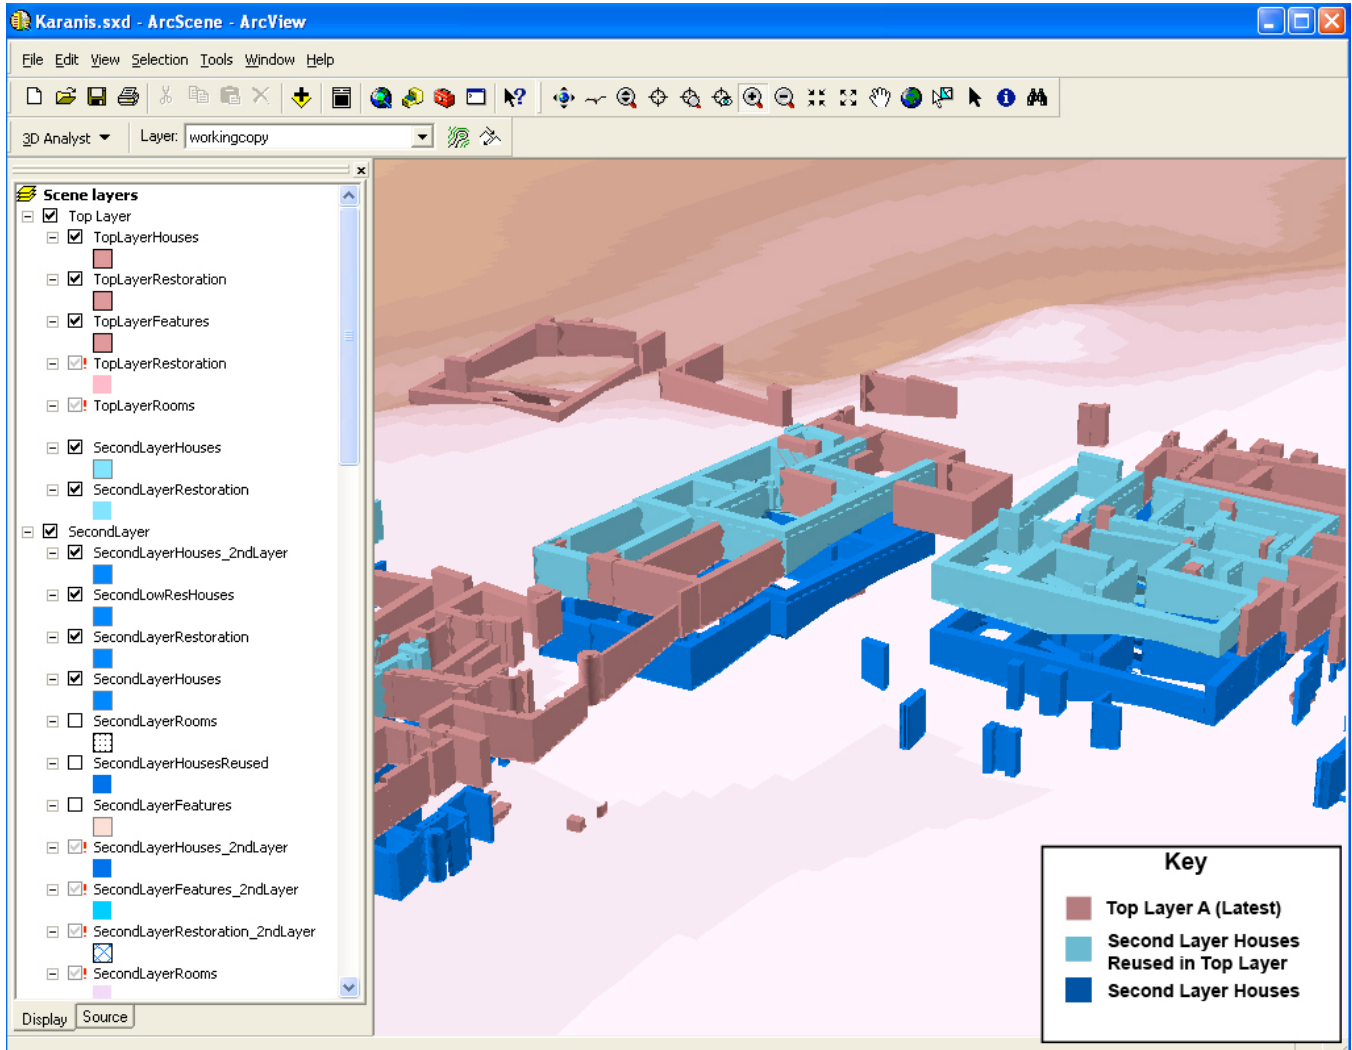 Karanis.sxd - ArcScene - ArcView
File Edit View Selection Tools Window Help
3D Analyst Layer: workingcopy
Scene layers
Top Layer
TopLayerHouses
TopLayerRestoration
TopLayerFeatures
! TopLayerRestoration
! TopLayerRooms
SecondLayerHouses
SecondLayerRestoration
SecondLayer
SecondLayerHouses_2ndLayer
SecondLowResHouses
SecondLayerRestoration
SecondLayerHouses
SecondLayerRooms
SecondLayerHousesReused
SecondLayerFeatures
! SecondLayerHouses_2ndLayer
! SecondLayerFeatures_2ndLayer
! SecondLayerRestoration_2ndLayer
! SecondLayerRooms
Display Source
Key
Top Layer A (Latest)
Second Layer Houses
Reused in Top Layer
Second Layer Houses